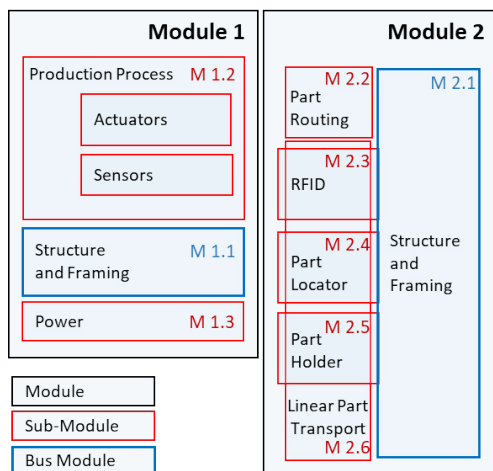 Module 1
Production Process M 1.2
Actuators
Sensors
Structure
and Framing M 1.1
Power M 1.3
Module
Sub-Module
Bus Module
Module 2
M 2.2
Part
Routing
M 2.3
RFID
M 2.4
Part
Locator
M 2.5
Part
Holder
Linear Part
Transport
M 2.6
M 2.1
Structure
and
Framing